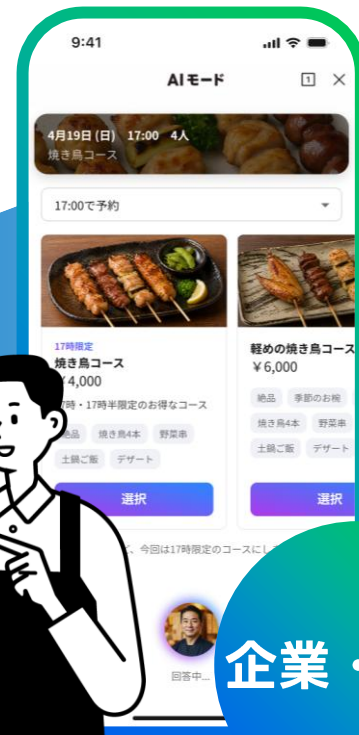 9:41
AIモード
1
4月19日 (日) 17:00 4人
焼き鳥コース
17:00で予約
17時限定
焼き鳥コース
4,000
時・17時半限定のお得なコース
絶品 焼き鳥4本 野菜串
土鍋ご飯 デザート
選択
軽めの焼き鳥コース
¥6,000
絶品 季節のお椀
焼き鳥4本 野菜串
土鍋ご飯 デザート
選択
、今回は17時限定のコースにし
回答中...
企業・